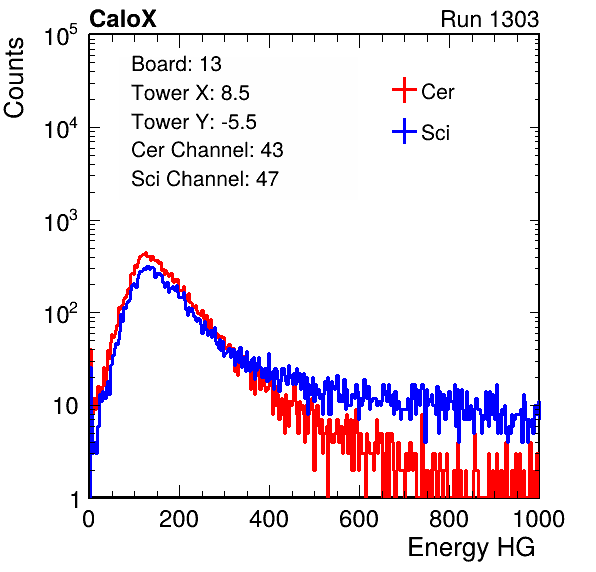 CaloX Run 1303
Counts
Board: 13
Tower X: 8.5
Tower Y: -5.5
Cer Channel: 43
Sci Channel: 47
Cer
Sci
10^5
10^4
10^3
10^2
10
1
0 200 400 600 800 1000
Energy HG